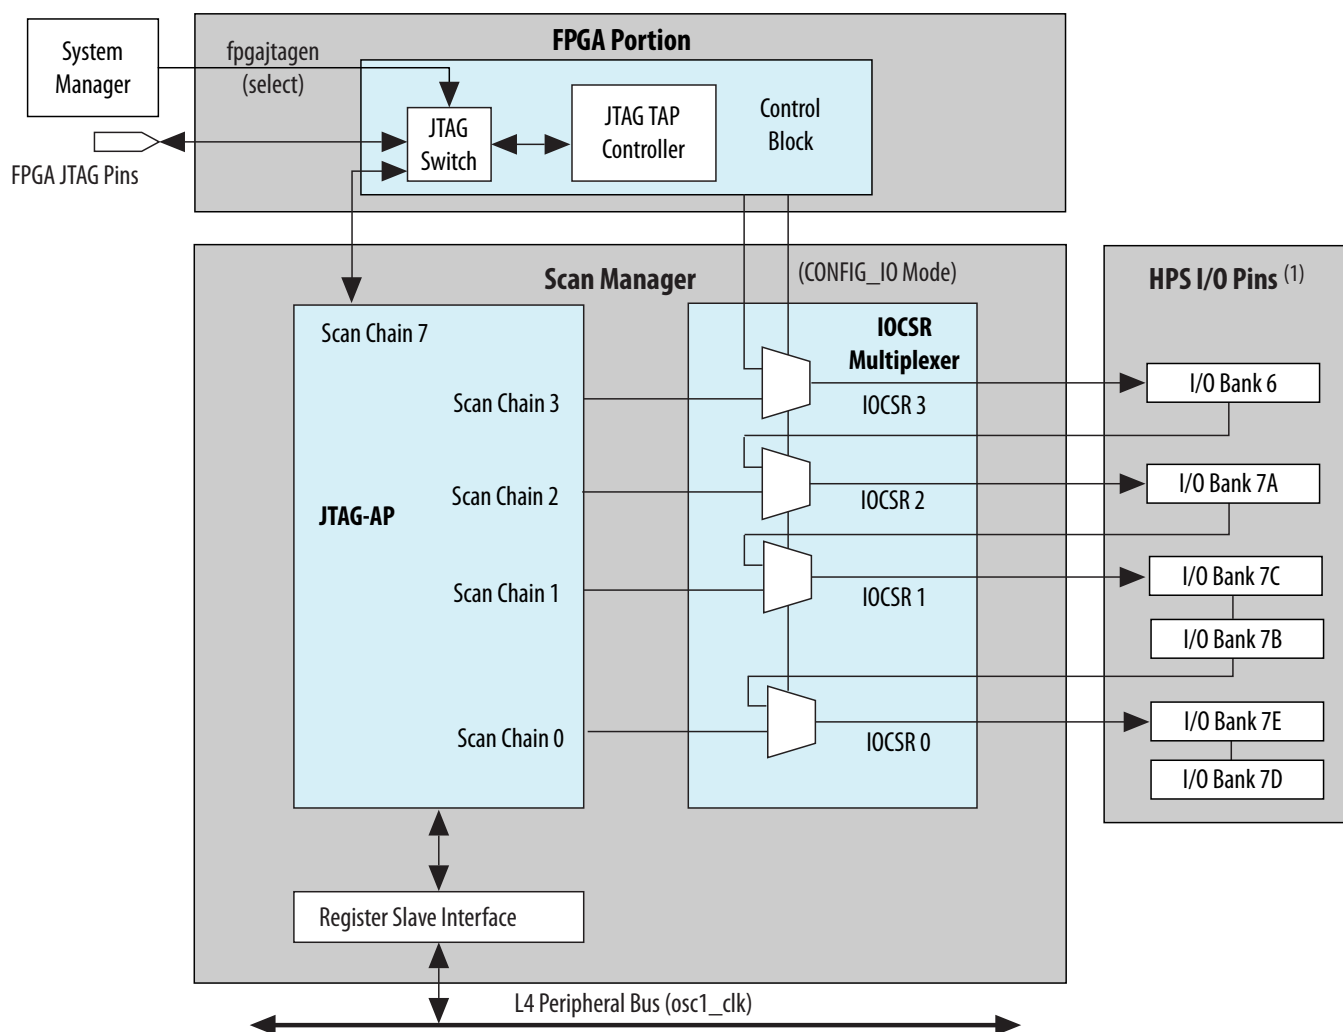 System
Manager
fpgajtagen
(select)
FPGA Portion
JTAG
Switch
JTAG TAP
Controller
Control
Block
FPGA JTAG Pins
Scan Manager
(CONFIG_IO Mode)
HPS I/O Pins (1)
Scan Chain 7
IOCSR
Multiplexer
Scan Chain 3
IOCSR 3
I/O Bank 6
JTAG-AP
Scan Chain 2
IOCSR 2
I/O Bank 7A
Scan Chain 1
IOCSR 1
I/O Bank 7C
I/O Bank 7B
Scan Chain 0
IOCSR 0
I/O Bank 7E
I/O Bank 7D
Register Slave Interface
L4 Peripheral Bus (osc1_clk)